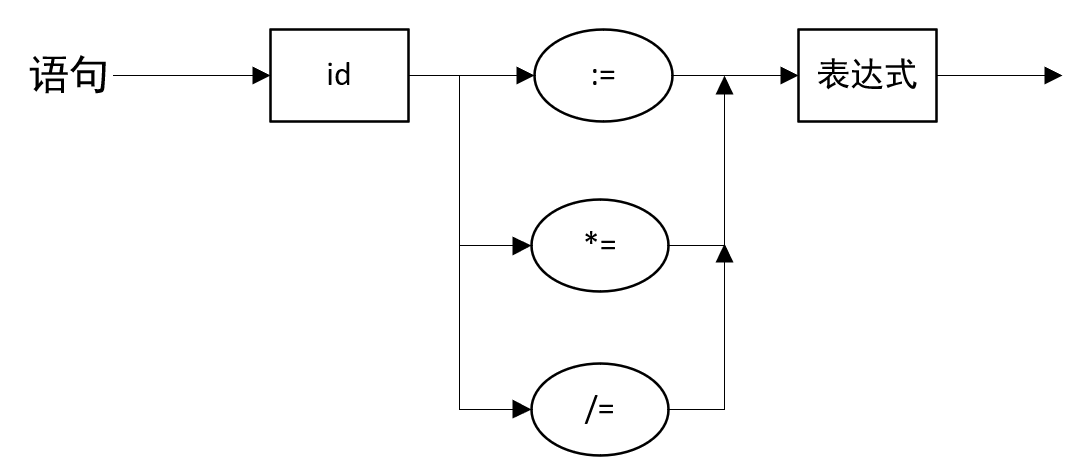 语句
id
:=
表达式
*=
/=